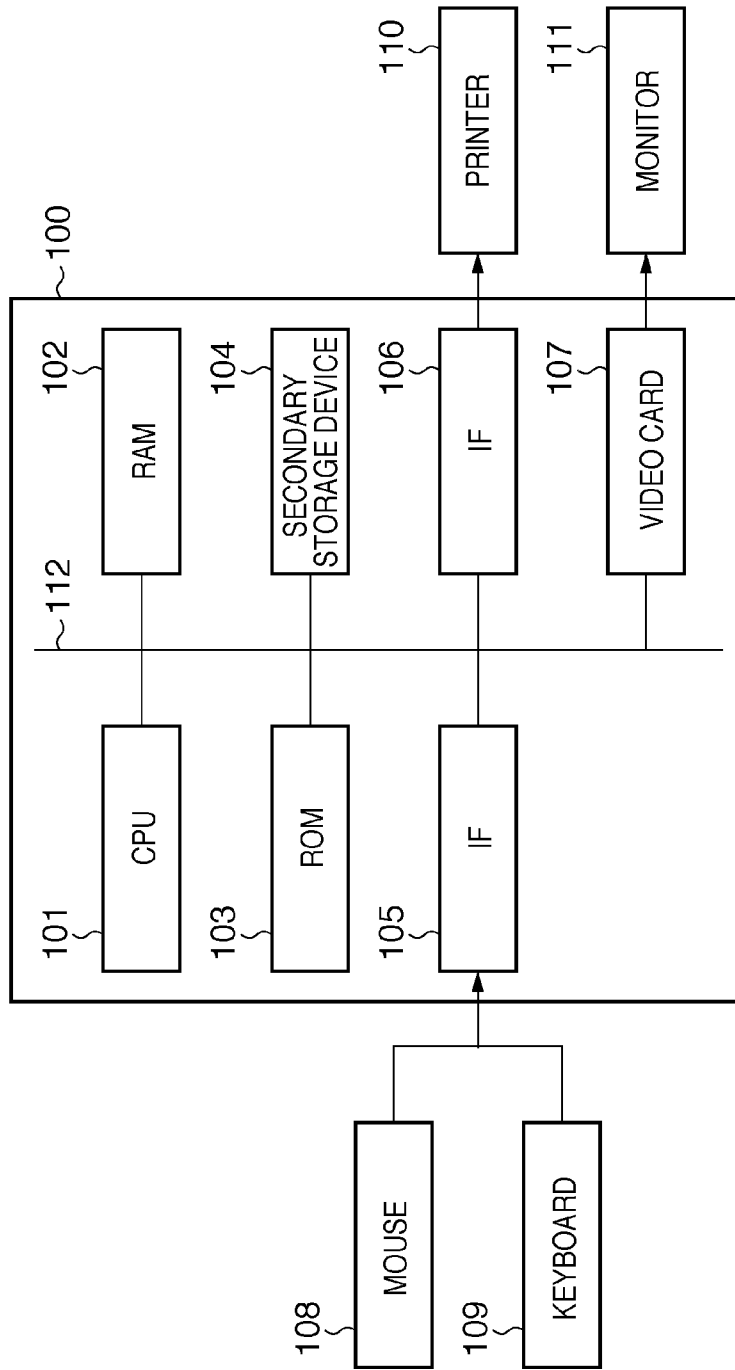 100
112
101
CPU
102
RAM
103
ROM
104
SECONDARY
STORAGE DEVICE
108
MOUSE
105
IF
106
IF
110
PRINTER
109
KEYBOARD
107
VIDEO CARD
111
MONITOR